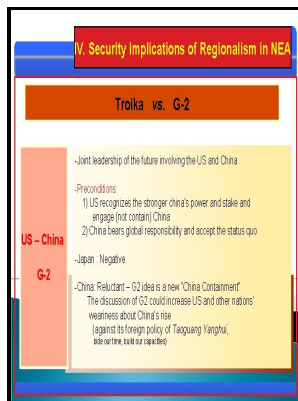 IV. Security Implications of Regionalism in NEA
Troika vs. G-2
US – China
G-2
-Joint leadership of the future involving the US and China
-Preconditions:
1) US recognizes the stronger china's power and stake and
engage (not contain) China
2) China bears global responsibility and accept the status quo
-Japan : Negative
-China: Reluctant – G2 idea is a new "China Containment"
The discussion of G2 could increase US and other nations'
weariness about China's rise
(against its foreign policy of Taoguang Yanghui,
bide our time, build our capacities)